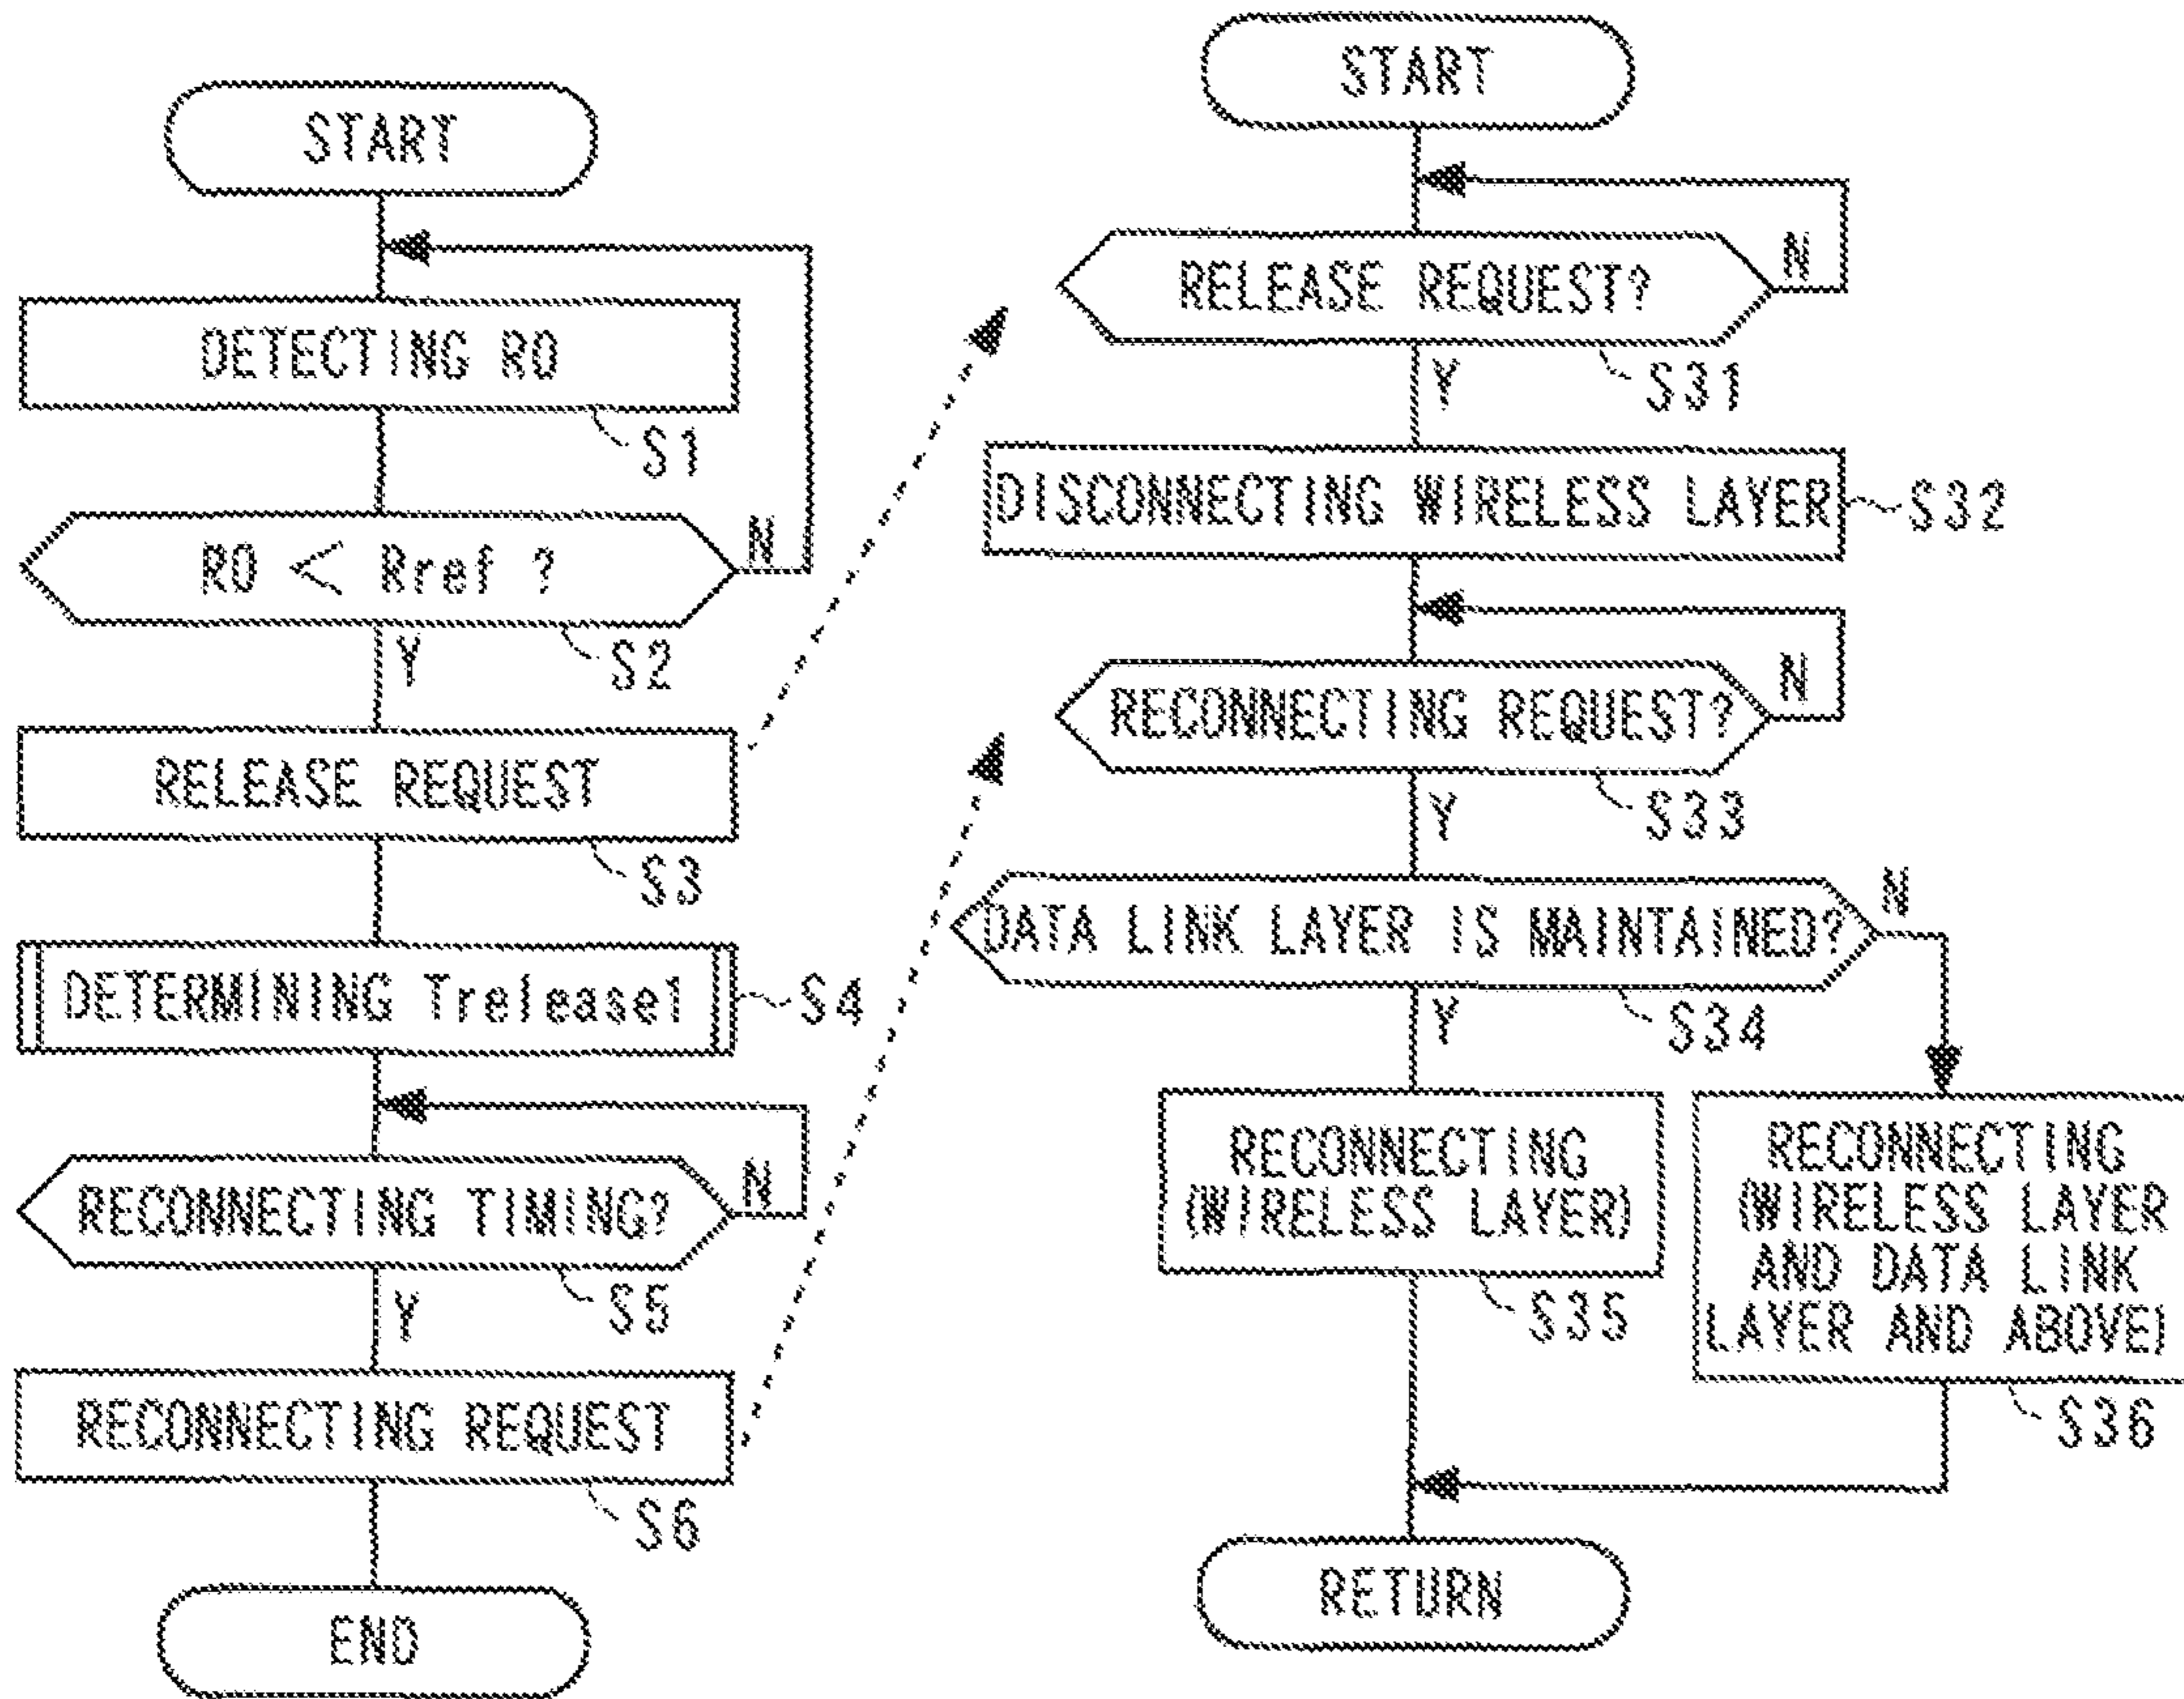 START
DETECTING R0
S1
R0 < Rref ?
N
S2
Y
RELEASE REQUEST
S3
DETERMINING Trelease1
S4
RECONNECTING TIMING?
N
S5
Y
RECONNECTING REQUEST
S6
END
START
RELEASE REQUEST?
N
S31
Y
DISCONNECTING WIRELESS LAYER
S32
RECONNECTING REQUEST?
N
S33
Y
DATA LINK LAYER IS MAINTAINED?
N
S34
Y
RECONNECTING
(WIRELESS LAYER)
S35
RECONNECTING
(WIRELESS LAYER
AND DATA LINK
LAYER AND ABOVE)
S36
RETURN